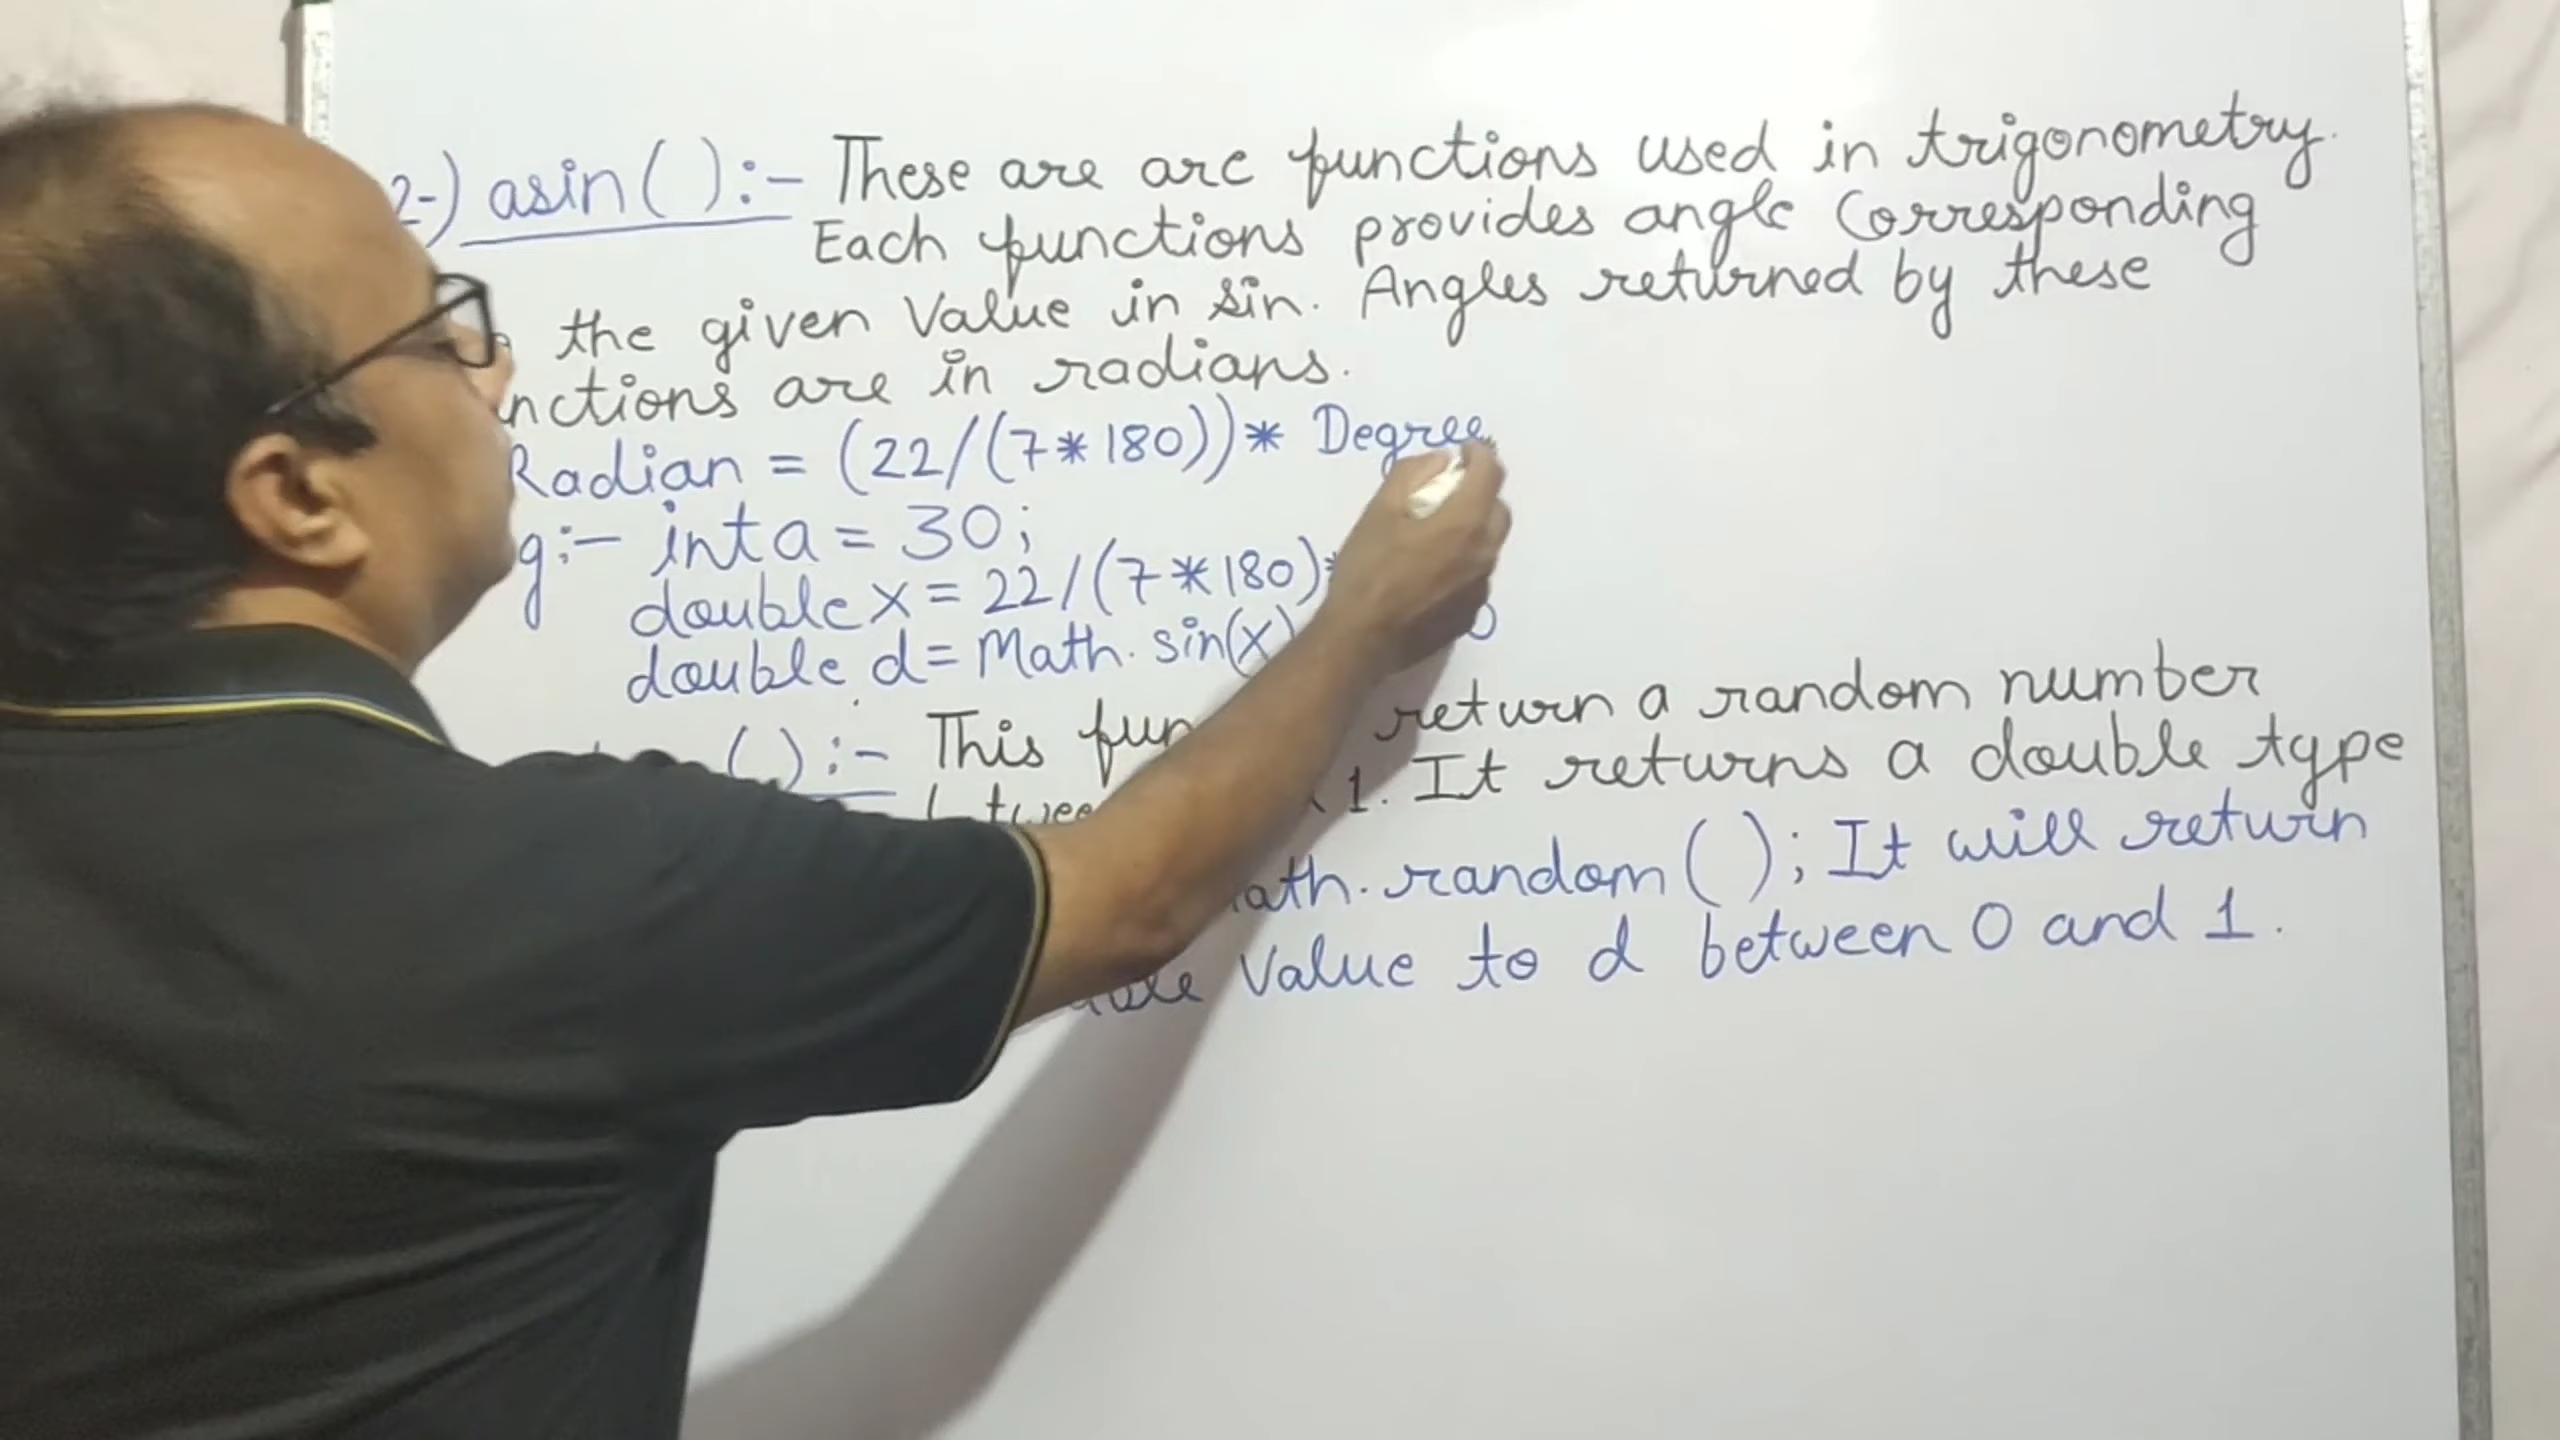 2-) asin( ):- These are arc functions used in trigonometry.
Each functions provides angle Corresponding
the given Value in sin. Angles returned by these
nctions are in radians.
Radian = (22/(7*180))* Degree
g:- int a = 30;
double x = 22/(7*180)*
double d= Math. sin(x)
( ):- This fun return a random number
1. It returns a double type
ath.random( ); It will return
Value to d between 0 and 1.